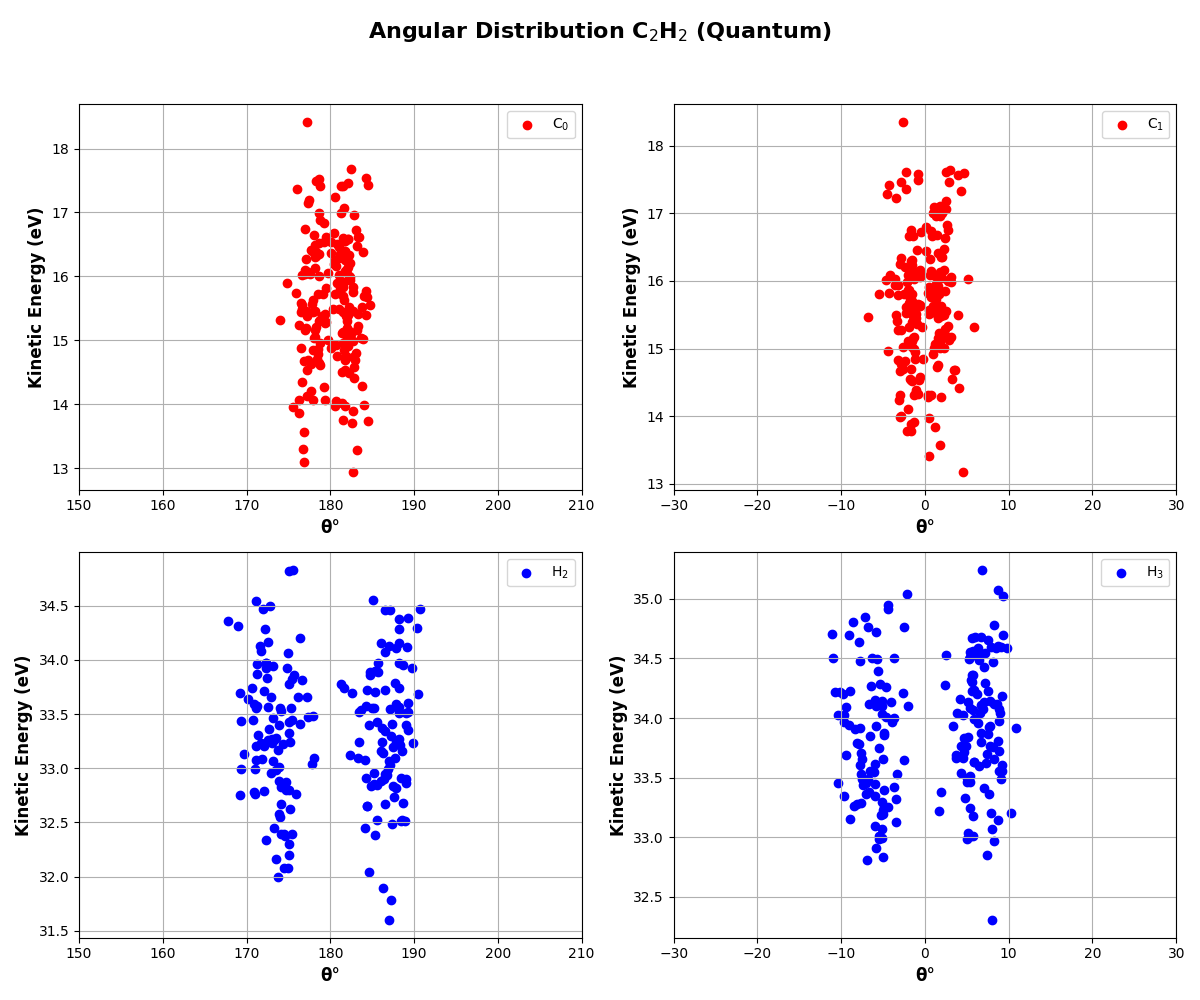 Angular Distribution C₂H₂ (Quantum)
C₀
Kinetic Energy (eV)
18
17
16
15
14
13
150 160 170 180 190 200 210
θ°
C₁
Kinetic Energy (eV)
18
17
16
15
14
13
−30 −20 −10 0 10 20 30
θ°
H₂
Kinetic Energy (eV)
34.5
34.0
33.5
33.0
32.5
32.0
31.5
150 160 170 180 190 200 210
θ°
H₃
Kinetic Energy (eV)
35.0
34.5
34.0
33.5
33.0
32.5
−30 −20 −10 0 10 20 30
θ°